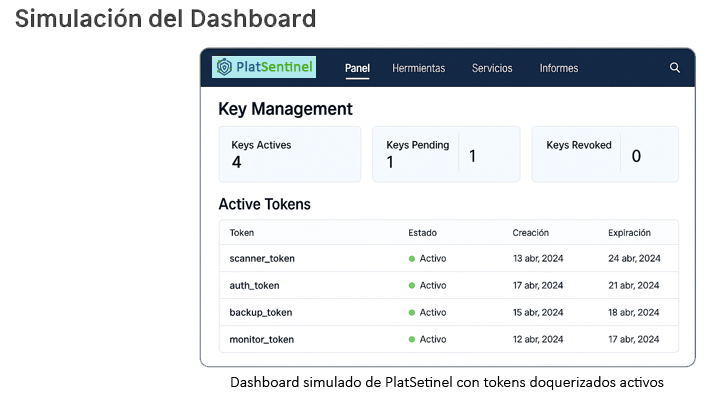 Simulación del Dashboard
PlatSentinel Panel Hermientas Servicios Informes
Key Management
Keys Actives Keys Pending Keys Revoked
4 1 1 0
Active Tokens
Token Estado Creación Expiración
scanner_token Activo 13 abr, 2024 24 abr, 2024
auth_token Activo 17 abr, 2024 21 abr, 2024
backup_token Activo 15 abr, 2024 18 abr, 2024
monitor_token Activo 12 abr, 2024 17 abr, 2024
Dashboard simulado de PlatSetinel con tokens doquerizados activos